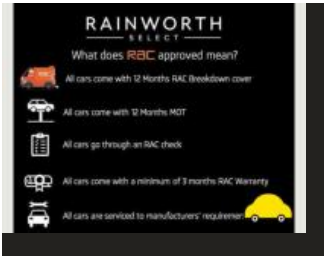 RAINWORTH
SELECT
What does RAC approved mean?
All cars come with 12 Months RAC Breakdown cover
All cars come with 12 Months MOT
All cars go through an RAC check
All cars come with a minimum of 3 months RAC Warranty
All cars are serviced to manufacturers'